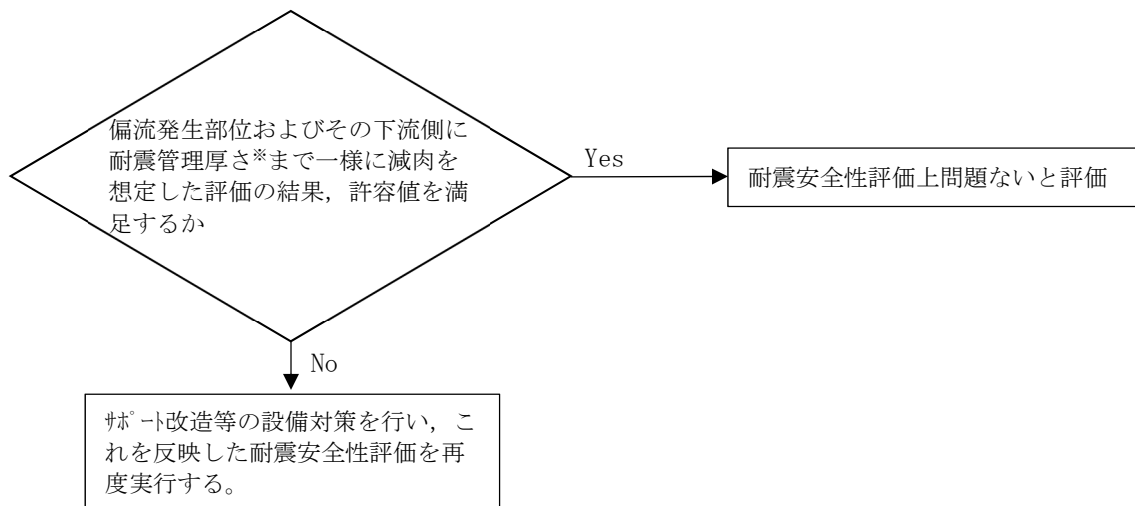 偏流発生部位およびその下流側に
耐震管理厚さ※まで一様に減肉を
想定した評価の結果，許容値を満
足するか
Yes
耐震安全性評価上問題ないと評価
No
ｻﾎﾟｰﾄ改造等の設備対策を行い，こ
れを反映した耐震安全性評価を再
度実行する。